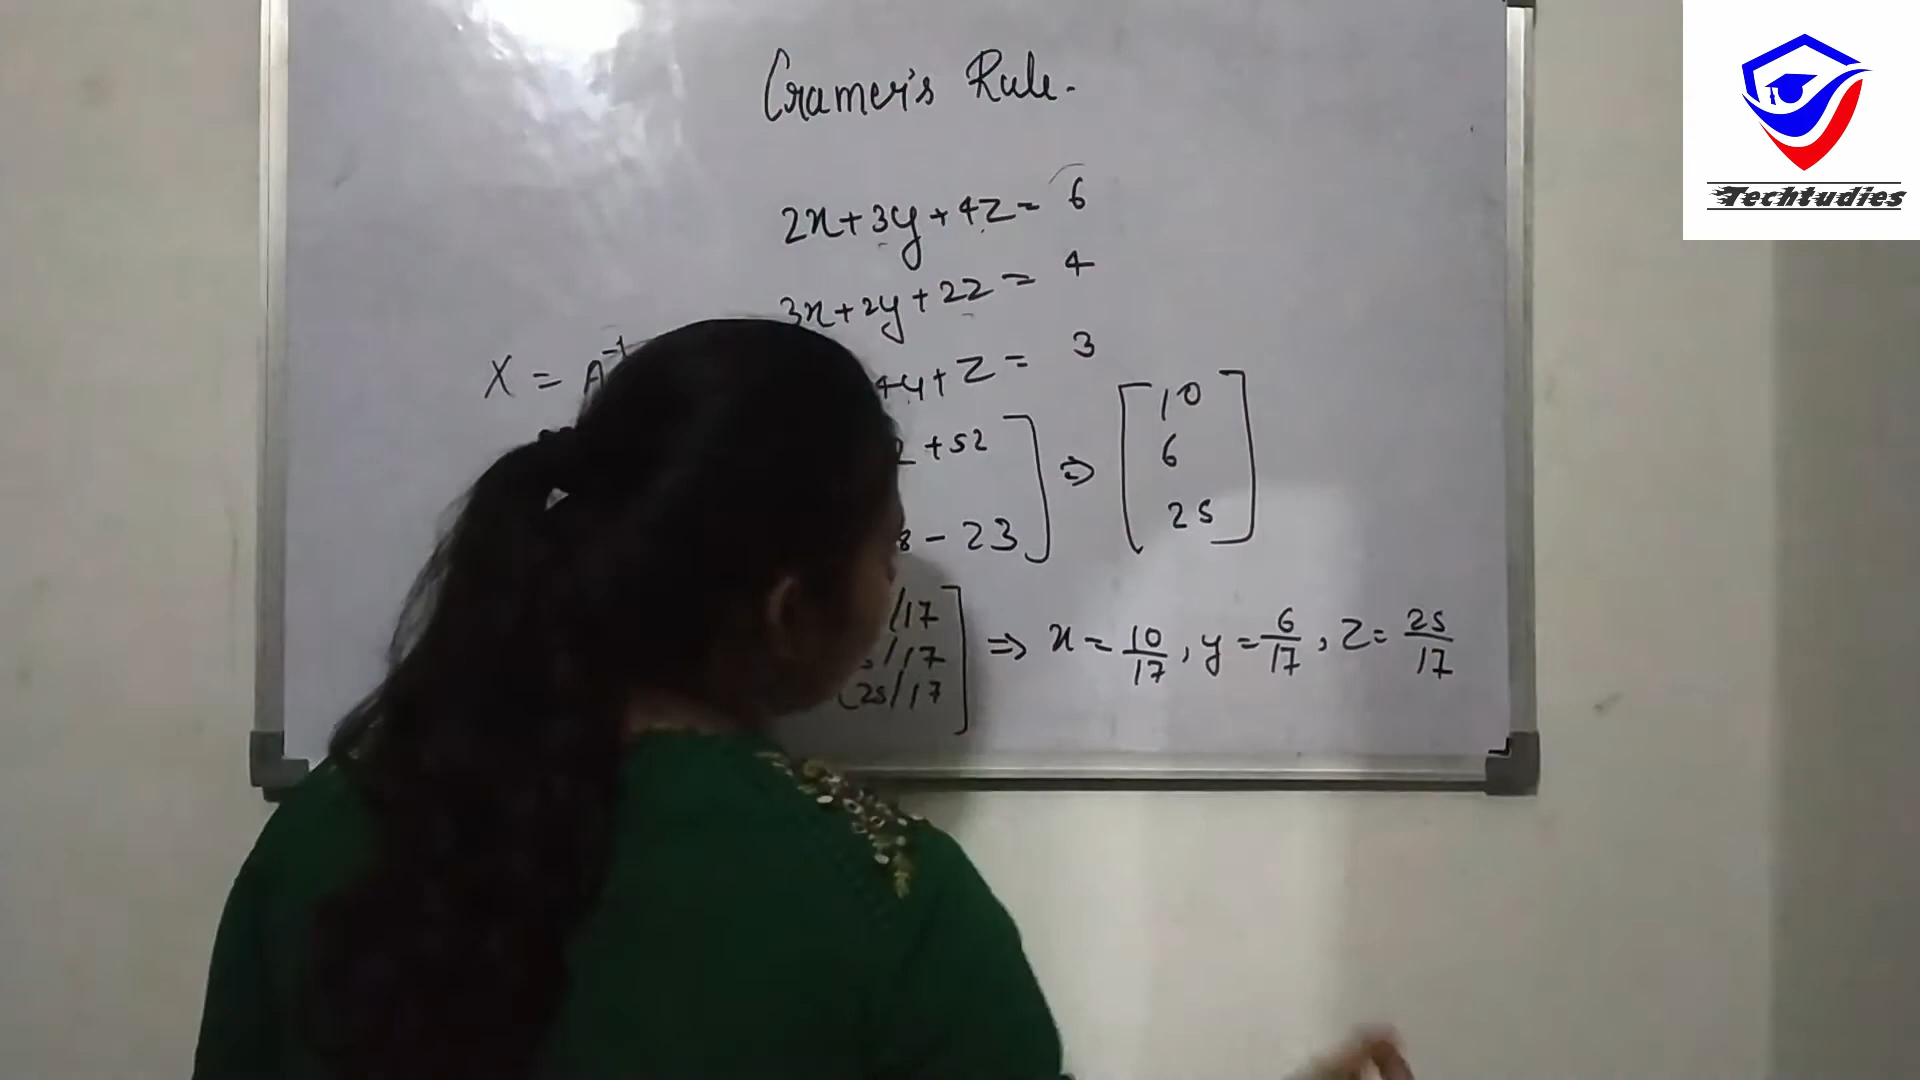 Cramer's Rule.
2x+3y+4z= 6
3x+2y+2z = 4
X = A⁻¹
4y+z = 3
+52
8 - 23
⇒ [10
6
25]
/17
/17
25/17
⇒ x = 10/17, y = 6/17, z = 25/17
Techtudies